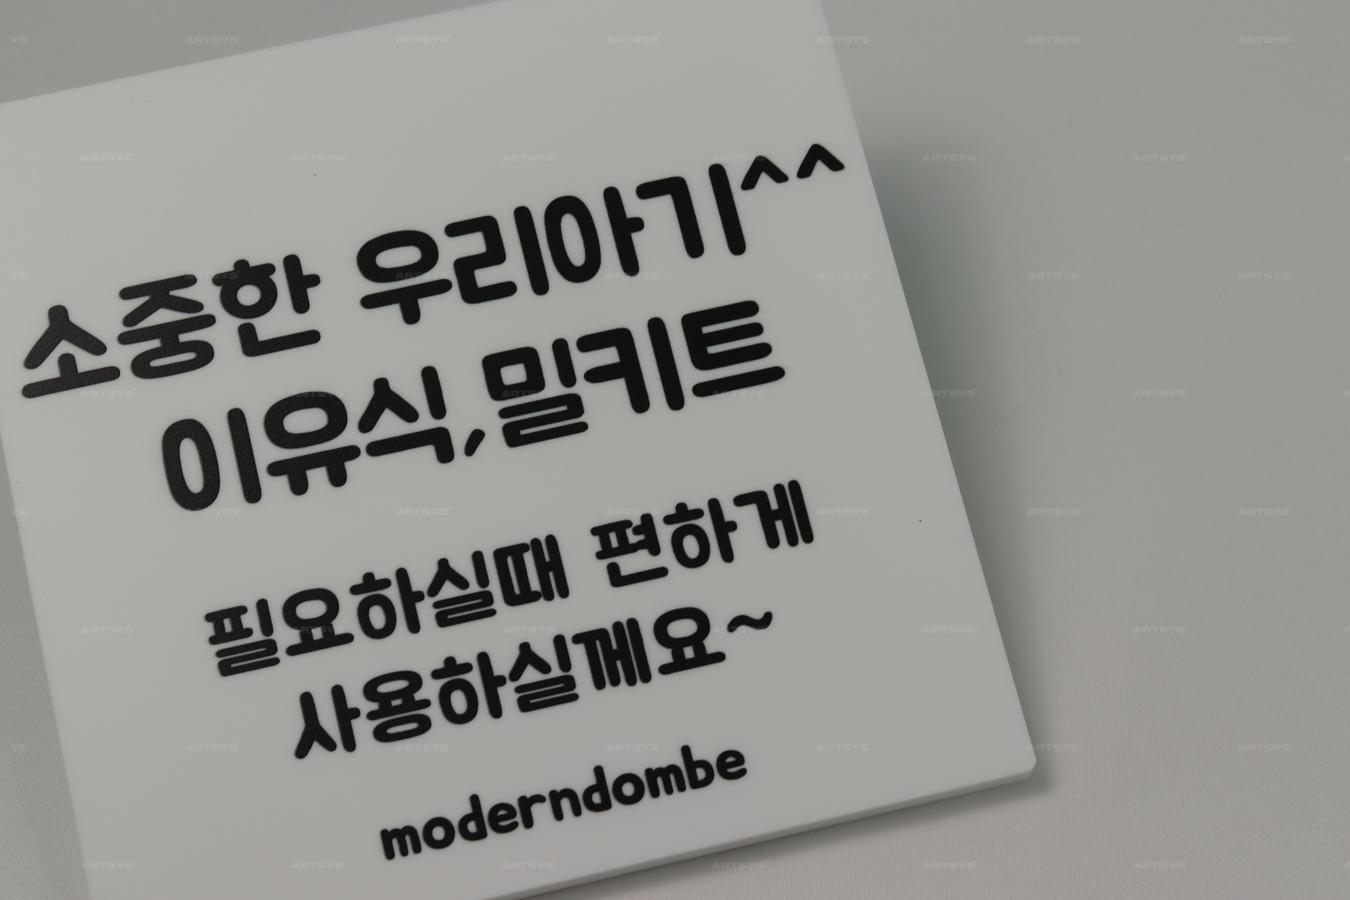 소중한 우리아기^^
이유식,밀키트
필요하실때 편하게
사용하실께요~
moderndombe